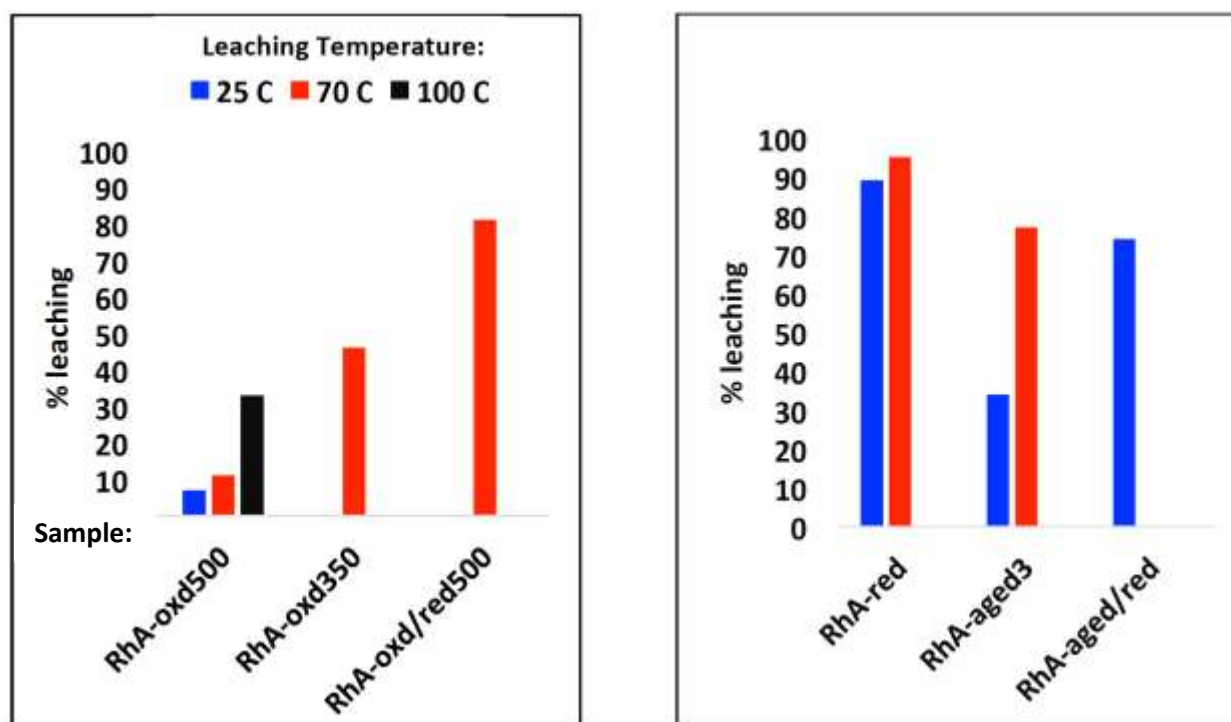 Leaching Temperature:
25 C 70 C 100 C
% leaching
100
90
80
70
60
50
40
30
20
10
Sample:
RhA-oxd500
RhA-oxd350
RhA-oxd/red500
% leaching
100
90
80
70
60
50
40
30
20
10
0
RhA-red
RhA-aged3
RhA-aged/red